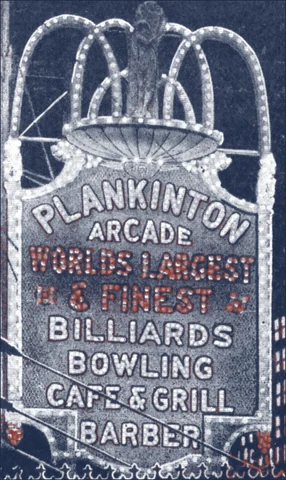 PLANKINTON
ARCADE
WORLDS LARGEST
& FINEST
BILLIARDS
BOWLING
CAFE & GRILL
BARBER